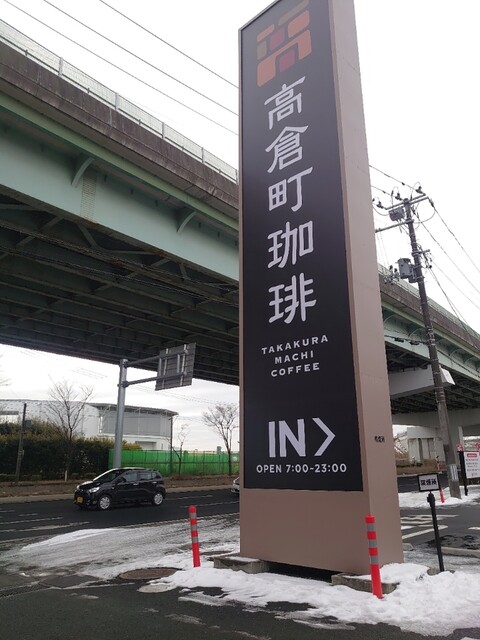 高倉町珈琲
TAKAKURA
MACHI
COFFEE
IN
OPEN 7:00-23:00